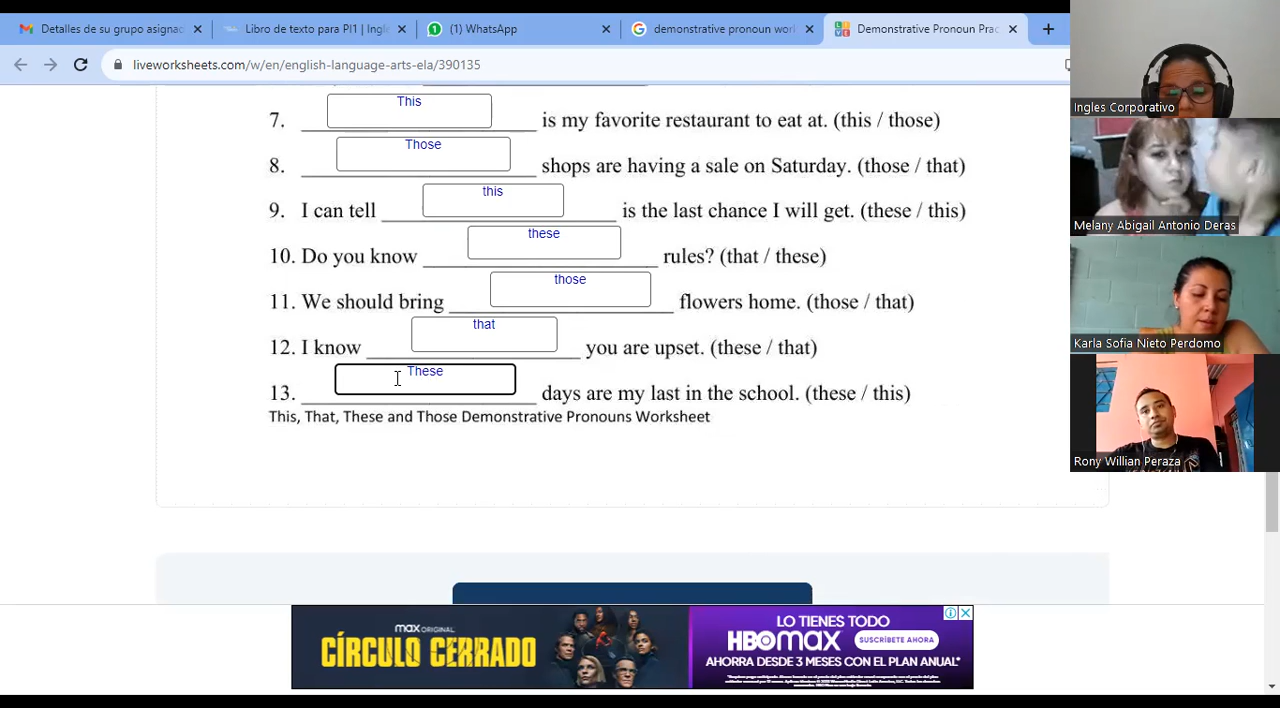 Detalles de su grupo asignac
Libro de texto para PI1 | Ingl
(1) WhatsApp
demonstrative pronoun worl
Demonstrative Pronoun Prac
liveworksheets.com/w/en/english-language-arts-ela/390135
This
7. is my favorite restaurant to eat at. (this / those)
Those
8. shops are having a sale on Saturday. (those / that)
this
9. I can tell is the last chance I will get. (these / this)
these
10. Do you know rules? (that / these)
those
11. We should bring flowers home. (those / that)
that
12. I know you are upset. (these / that)
These
13. days are my last in the school. (these / this)
This, That, These and Those Demonstrative Pronouns Worksheet
Ingles Corporativo
Melany Abigail Antonio Deras
Karla Sofia Nieto Perdomo
Rony Willian Peraza
max ORIGINAL
CÍRCULO CERRADO
LO TIENES TODO
HBOmax SUSCRÍBETE AHORA
AHORA DESDE 3 MESES CON EL PLAN ANUAL*